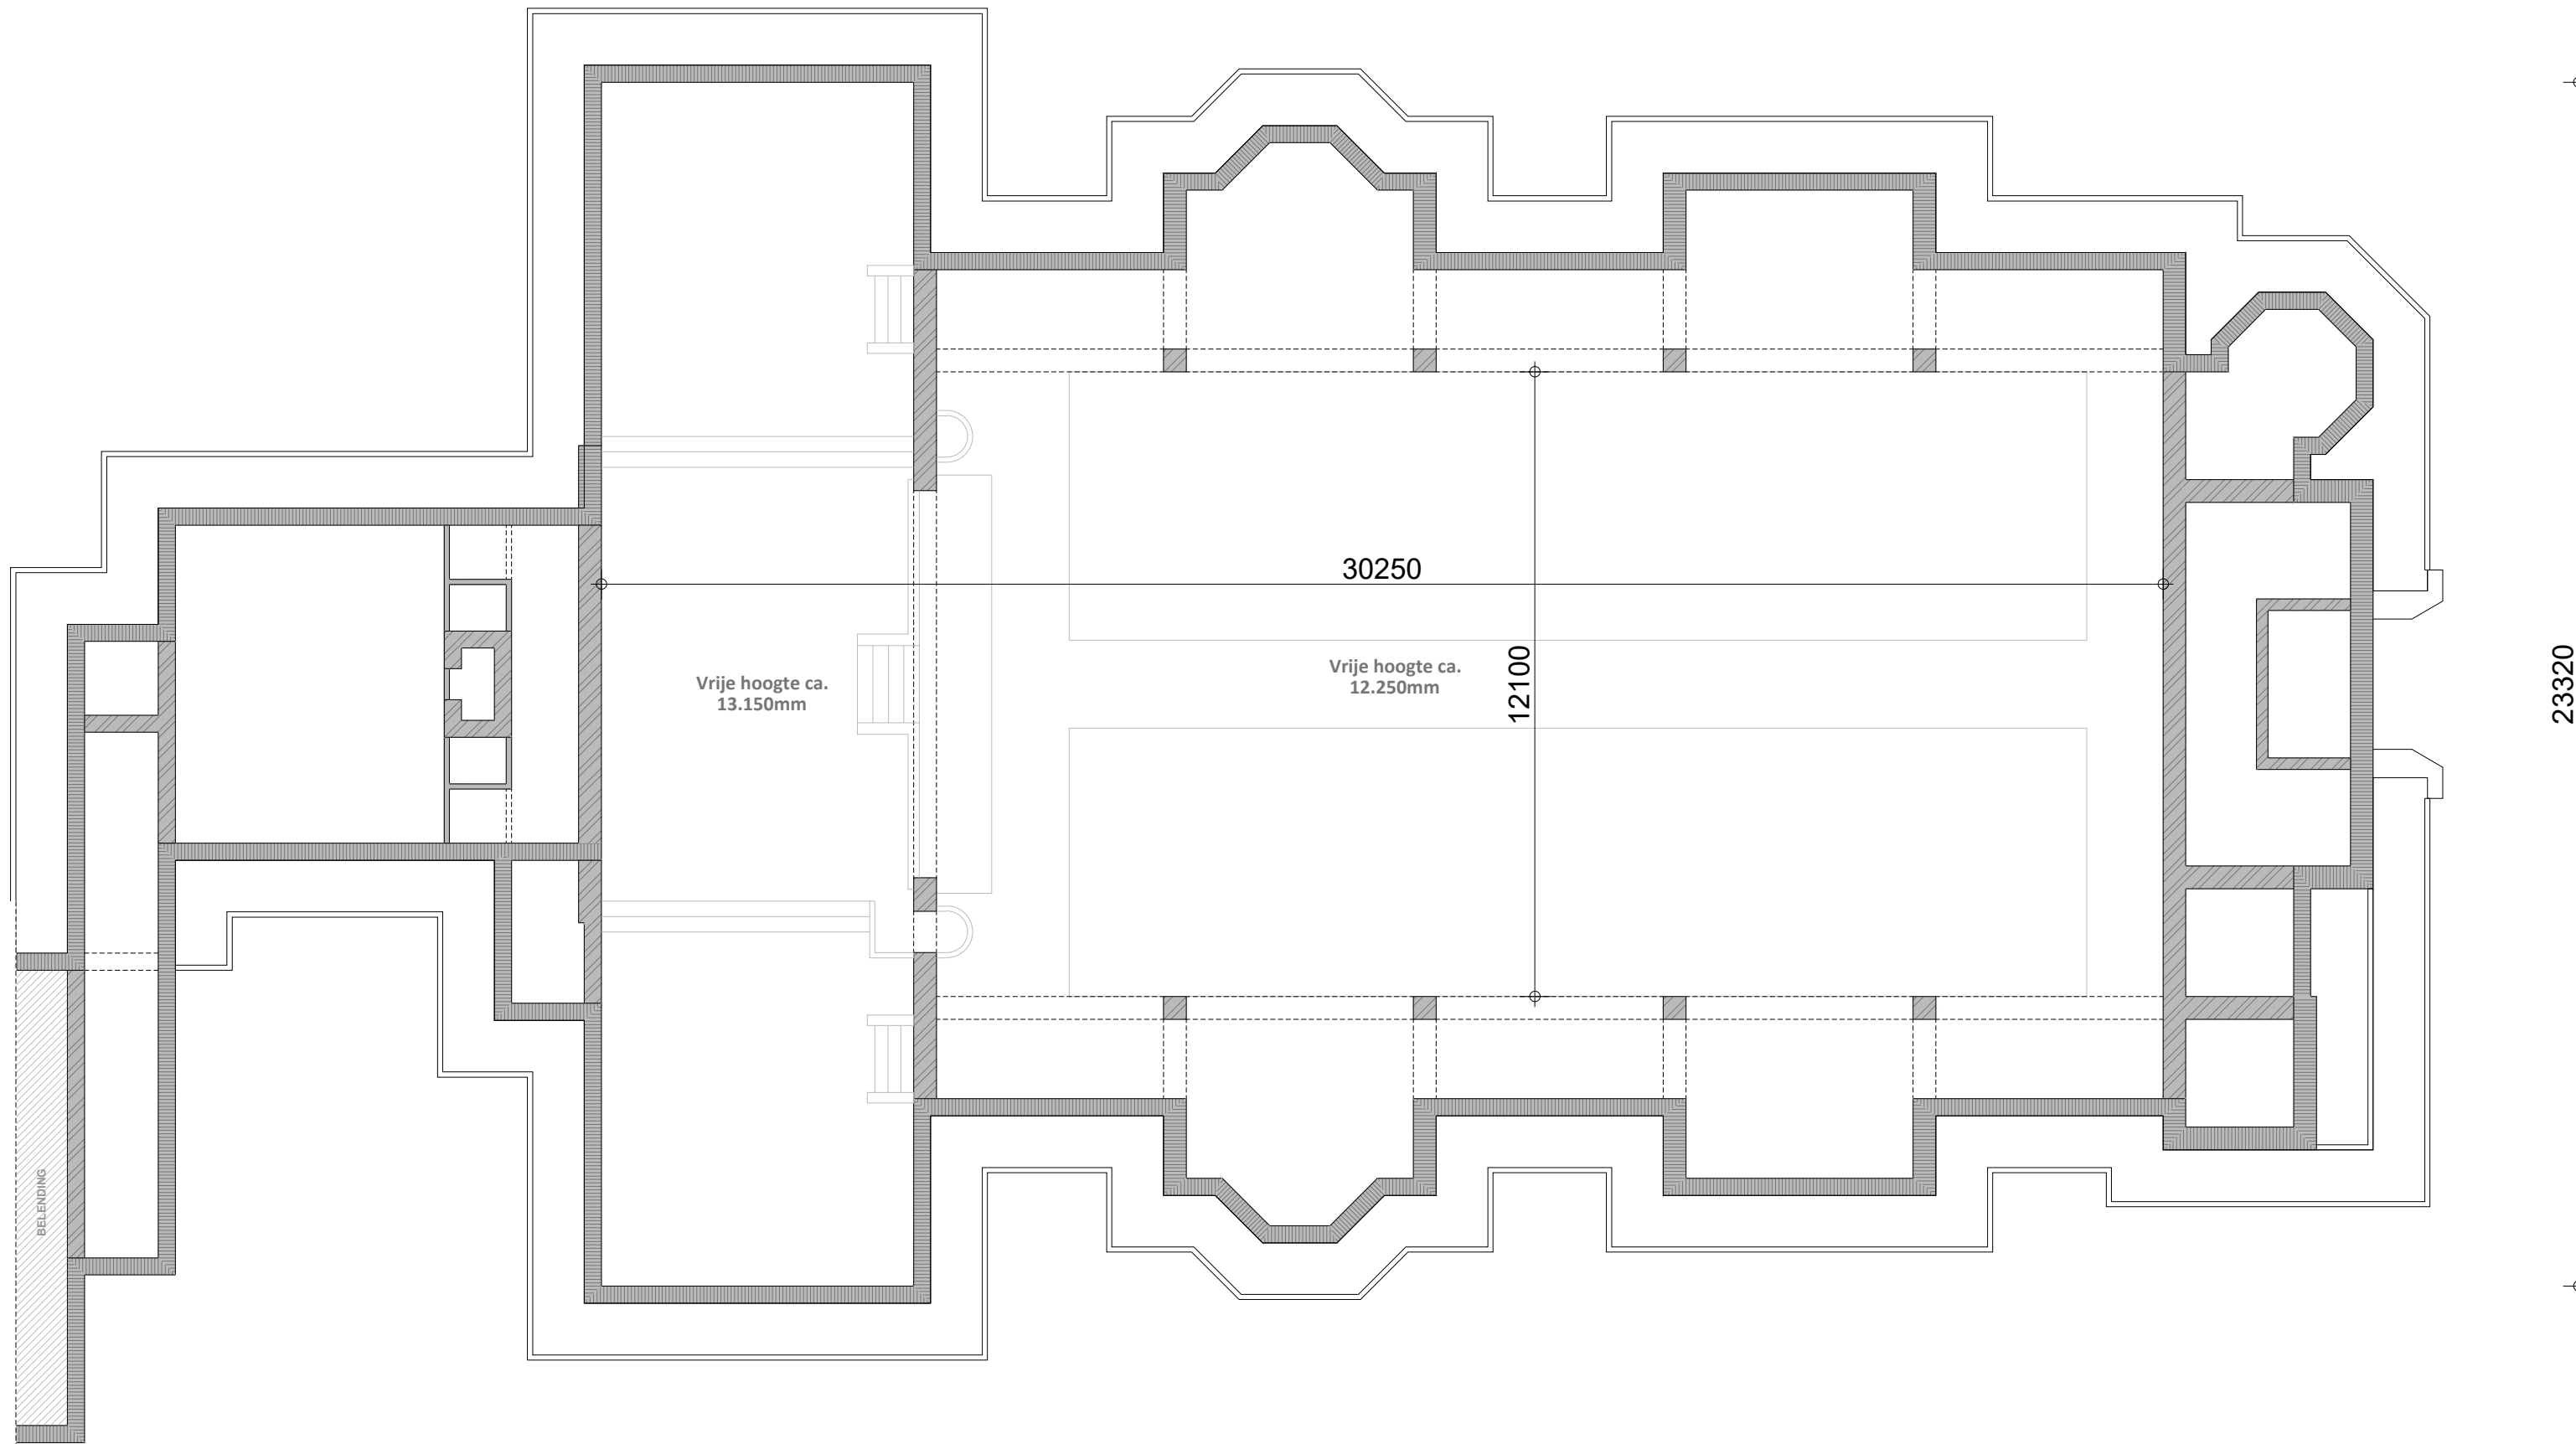 30250
Vrije hoogte ca.
12.250mm
Vrije hoogte ca.
13.150mm
12100
23320
BELENDING